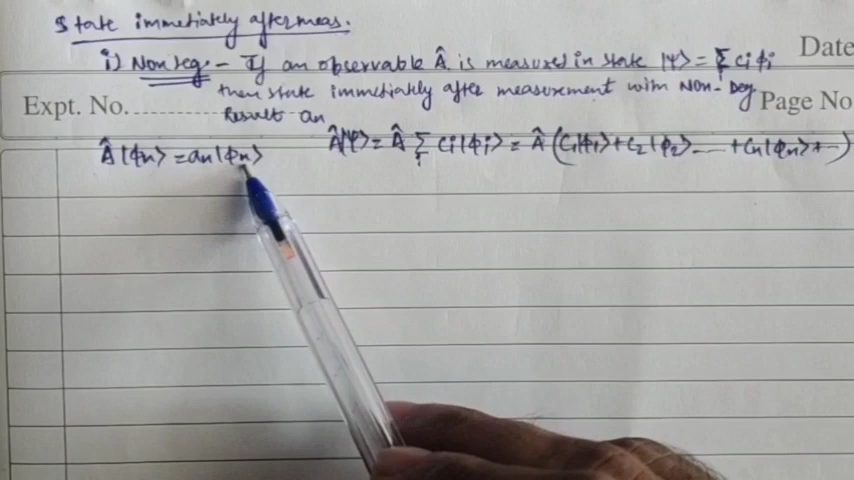 State immediately after meas.
i) Non deg - If an observable Â is measured in state |ψ> = Σ ciφi
Date
then state immediately after measurement with Non-Deg
Expt. No.
Page No
Result an
Â|φn> = an|φn>
Â|ψ> = Â Σi ci|φi> = Â (c1|φ1>+c2|φ2>---- +cn|φn>+--)